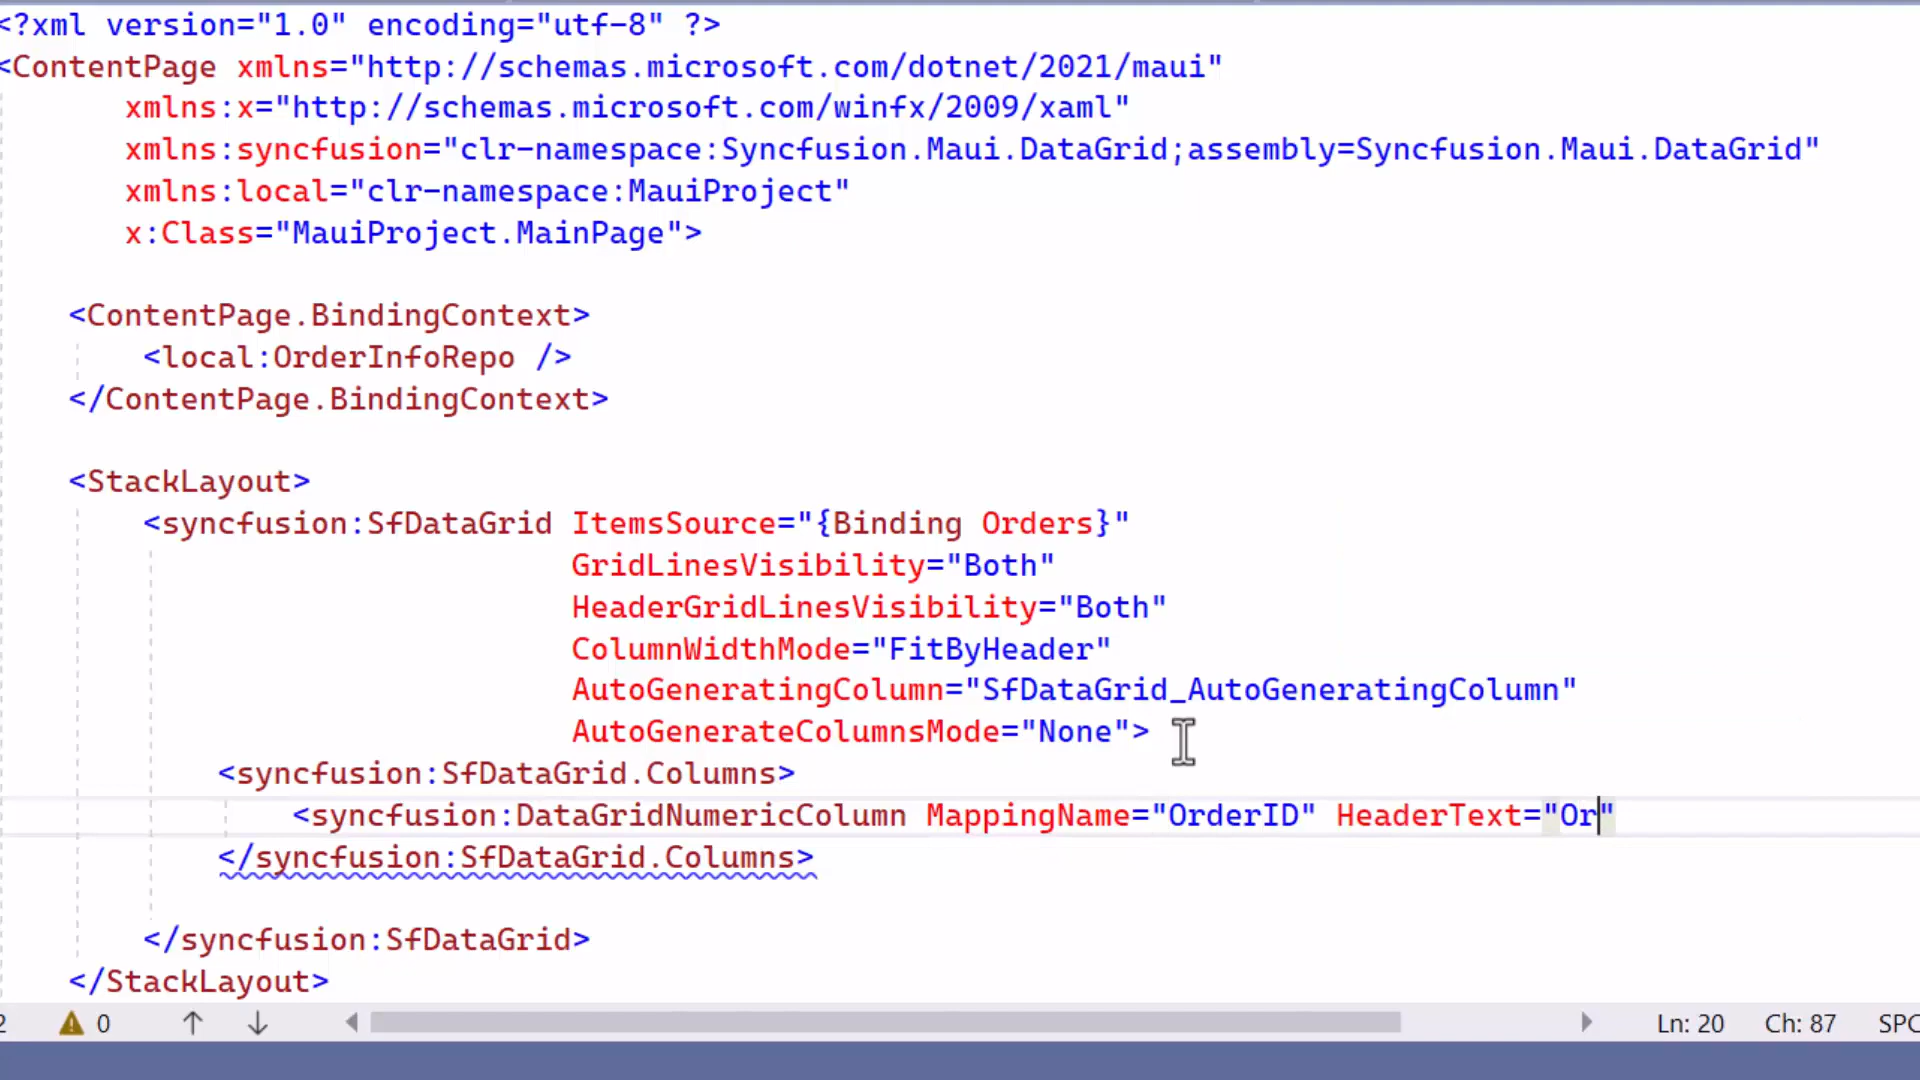 <?xml version="1.0" encoding="utf-8" ?>
<ContentPage xmlns="http://schemas.microsoft.com/dotnet/2021/maui"
xmlns:x="http://schemas.microsoft.com/winfx/2009/xaml"
xmlns:syncfusion="clr-namespace:Syncfusion.Maui.DataGrid;assembly=Syncfusion.Maui.DataGrid"
xmlns:local="clr-namespace:MauiProject"
x:Class="MauiProject.MainPage">
<ContentPage.BindingContext>
<local:OrderInfoRepo />
</ContentPage.BindingContext>
<StackLayout>
<syncfusion:SfDataGrid ItemsSource="{Binding Orders}"
GridLinesVisibility="Both"
HeaderGridLinesVisibility="Both"
ColumnWidthMode="FitByHeader"
AutoGeneratingColumn="SfDataGrid_AutoGeneratingColumn"
AutoGenerateColumnsMode="None">
<syncfusion:SfDataGrid.Columns>
<syncfusion:DataGridNumericColumn MappingName="OrderID" HeaderText="Or"
</syncfusion:SfDataGrid.Columns>
</syncfusion:SfDataGrid>
</StackLayout>
2 0 Ln: 20 Ch: 87 SPC